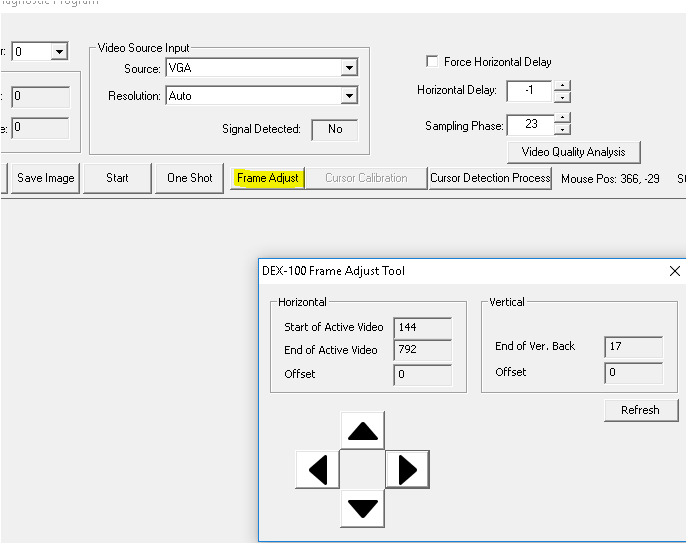 Diagnostic Program
r: 0
Video Source Input
Source: VGA
Resolution: Auto
Signal Detected: No
: 0
e: 0
Force Horizontal Delay
Horizontal Delay: -1
Sampling Phase: 23
Video Quality Analysis
Save Image Start One Shot Frame Adjust Cursor Calibration Cursor Detection Process Mouse Pos: 366, -29 S
DEX-100 Frame Adjust Tool
Horizontal
Start of Active Video 144
End of Active Video 792
Offset 0
Vertical
End of Ver. Back 17
Offset 0
Refresh